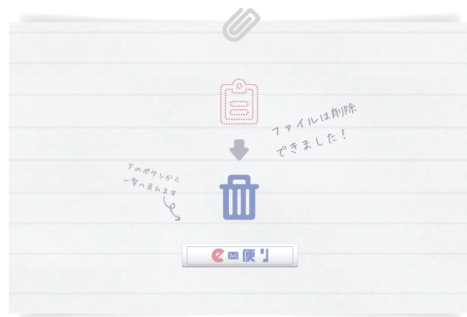 ファイルは削除
できました！
下のボタンから
一覧へ戻れます
e便り